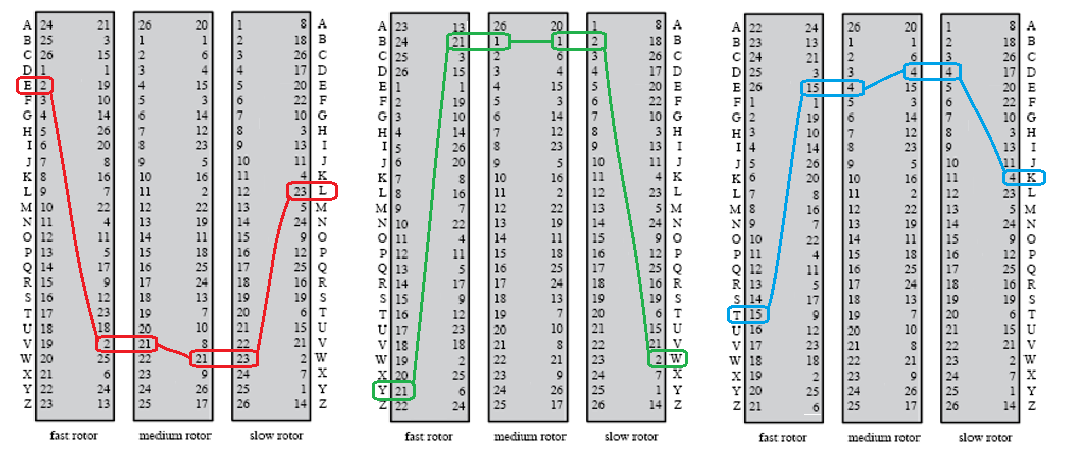 A 24 21 26 20 1 8 A
B 25 3 1 1 2 18 B
C 26 15 2 6 3 26 C
D 1 1 3 4 4 17 D
E 2 19 4 15 5 20 E
F 3 10 5 3 6 22 F
G 4 14 6 14 7 10 G
H 5 26 7 12 8 3 H
I 6 20 8 23 9 13 I
J 7 8 9 5 10 11 J
K 8 16 10 16 11 4 K
L 9 7 11 2 12 23 L
M 10 22 12 22 13 5 M
N 11 4 13 19 14 24 N
O 12 11 14 11 15 9 O
P 13 5 15 18 16 12 P
Q 14 17 16 25 17 25 Q
R 15 9 17 24 18 16 R
S 16 12 18 13 19 19 S
T 17 23 19 7 20 6 T
U 18 18 20 10 21 15 U
V 19 2 21 8 22 21 V
W 20 25 22 21 23 2 W
X 21 6 23 9 24 7 X
Y 22 24 24 26 25 1 Y
Z 23 13 25 17 26 14 Z
fast rotor medium rotor slow rotor
A 23 13 26 20 1 8 A
B 24 21 1 1 2 18 B
C 25 3 2 6 3 26 C
D 26 15 3 4 4 17 D
E 1 1 4 15 5 20 E
F 2 19 5 3 6 22 F
G 3 10 6 14 7 10 G
H 4 14 7 12 8 3 H
I 5 26 8 23 9 13 I
J 6 20 9 5 10 11 J
K 7 8 10 16 11 4 K
L 8 16 11 2 12 23 L
M 9 7 12 22 13 5 M
N 10 22 13 19 14 24 N
O 11 4 14 11 15 9 O
P 12 11 15 18 16 12 P
Q 13 5 16 25 17 25 Q
R 14 17 17 24 18 16 R
S 15 9 18 13 19 19 S
T 16 12 19 7 20 6 T
U 17 23 20 10 21 15 U
V 18 18 21 8 22 21 V
W 19 2 22 21 23 2 W
X 20 25 23 9 24 7 X
Y 21 6 24 26 25 1 Y
Z 22 24 25 17 26 14 Z
fast rotor medium rotor slow rotor
A 22 24 26 20 1 8 A
B 23 13 1 1 2 18 B
C 24 21 2 6 3 26 C
D 25 3 3 4 4 17 D
E 26 15 4 15 5 20 E
F 1 1 5 3 6 22 F
G 2 19 6 14 7 10 G
H 3 10 7 12 8 3 H
I 4 14 8 23 9 13 I
J 5 26 9 5 10 11 J
K 6 20 10 16 11 4 K
L 7 8 11 2 12 23 L
M 8 16 12 22 13 5 M
N 9 7 13 19 14 24 N
O 10 22 14 11 15 9 O
P 11 4 15 18 16 12 P
Q 12 11 16 25 17 25 Q
R 13 5 17 24 18 16 R
S 14 17 18 13 19 19 S
T 15 9 19 7 20 6 T
U 16 12 20 10 21 15 U
V 17 23 21 8 22 21 V
W 18 18 22 21 23 2 W
X 19 2 23 9 24 7 X
Y 20 25 24 26 25 1 Y
Z 21 6 25 17 26 14 Z
fast rotor medium rotor slow rotor